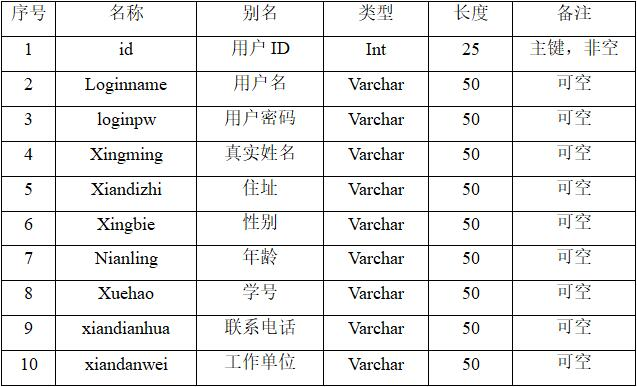 序号 名称 别名 类型 长度 备注
1 id 用户 ID Int 25 主键，非空
2 Loginname 用户名 Varchar 50 可空
3 loginpw 用户密码 Varchar 50 可空
4 Xingming 真实姓名 Varchar 50 可空
5 Xiandizhi 住址 Varchar 50 可空
6 Xingbie 性别 Varchar 50 可空
7 Nianling 年龄 Varchar 50 可空
8 Xuehao 学号 Varchar 50 可空
9 xiandianhua 联系电话 Varchar 50 可空
10 xiandanwei 工作单位 Varchar 50 可空